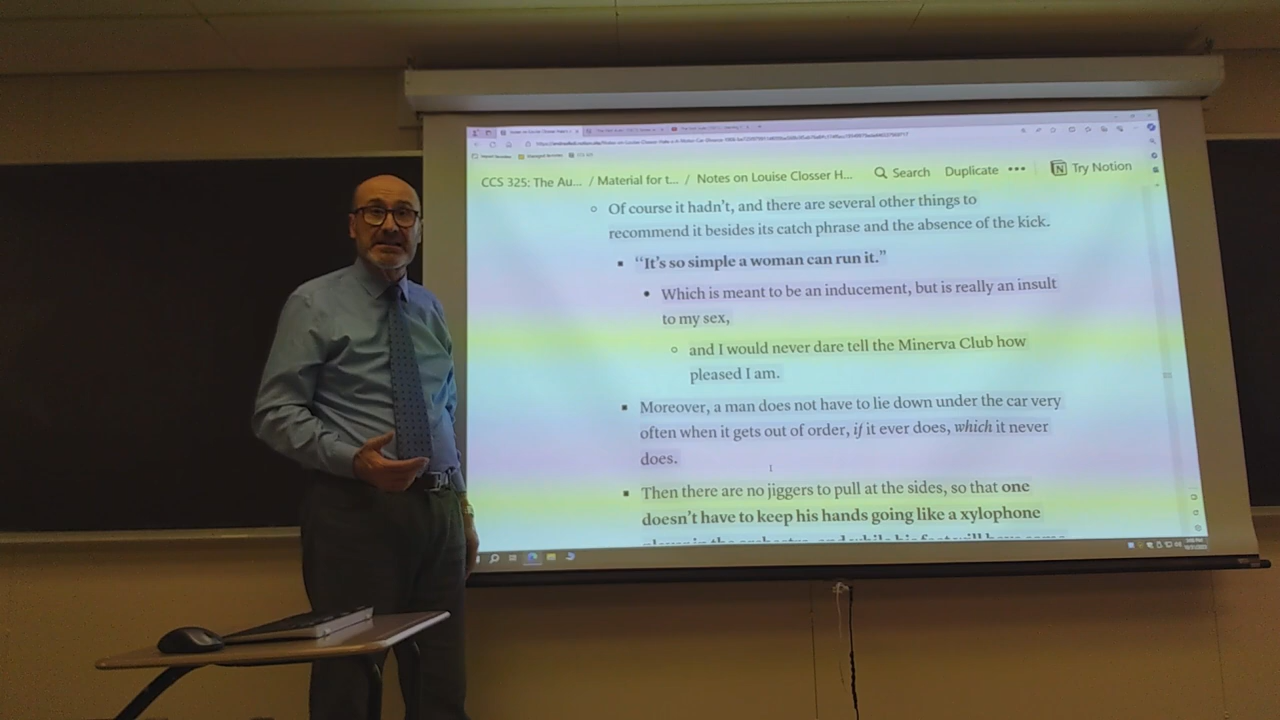 CCS 325: The Au... / Material for t... / Notes on Louise Closser H... Search Duplicate ••• Try Notion
Of course it hadn't, and there are several other things to
recommend it besides its catch phrase and the absence of the kick.
“It's so simple a woman can run it.”
Which is meant to be an inducement, but is really an insult
to my sex,
and I would never dare tell the Minerva Club how
pleased I am.
Moreover, a man does not have to lie down under the car very
often when it gets out of order, if it ever does, which it never
does.
Then there are no jiggers to pull at the sides, so that one
doesn't have to keep his hands going like a xylophone